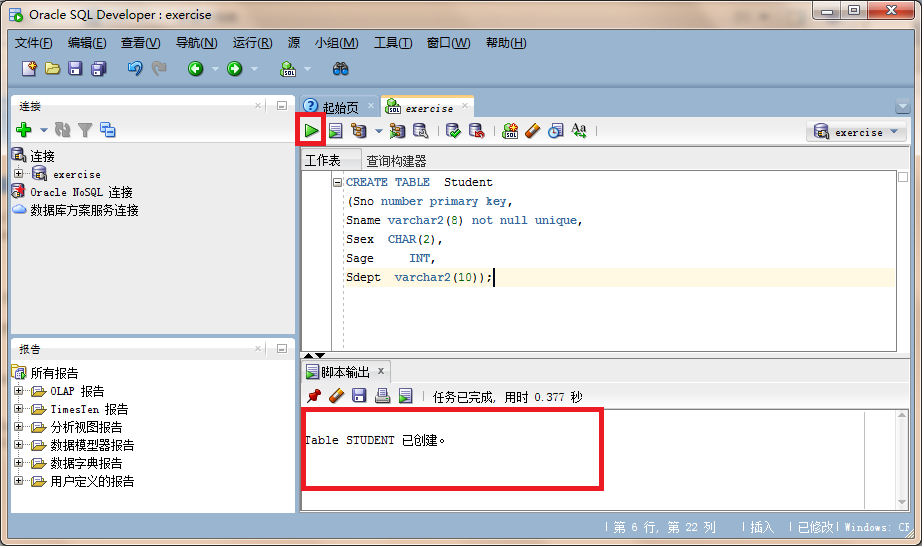 Oracle SQL Developer : exercise
文件(F) 编辑(E) 查看(V) 导航(N) 运行(R) 源 小组(M) 工具(T) 窗口(W) 帮助(H)
连接
连接
exercise
Oracle NoSQL 连接
数据库方案服务连接
报告
所有报告
OLAP 报告
TimesTen 报告
分析视图报告
数据模型器报告
数据字典报告
用户定义的报告
起始页 exercise
exercise
工作表 查询构建器
CREATE TABLE  Student
(Sno number primary key,
Sname varchar2(8) not null unique,
Ssex  CHAR(2),
Sage     INT,
Sdept  varchar2(10));
脚本输出
任务已完成, 用时 0.377 秒
Table STUDENT 已创建。
第 6 行, 第 22 列 插入 已修改 Windows: CR